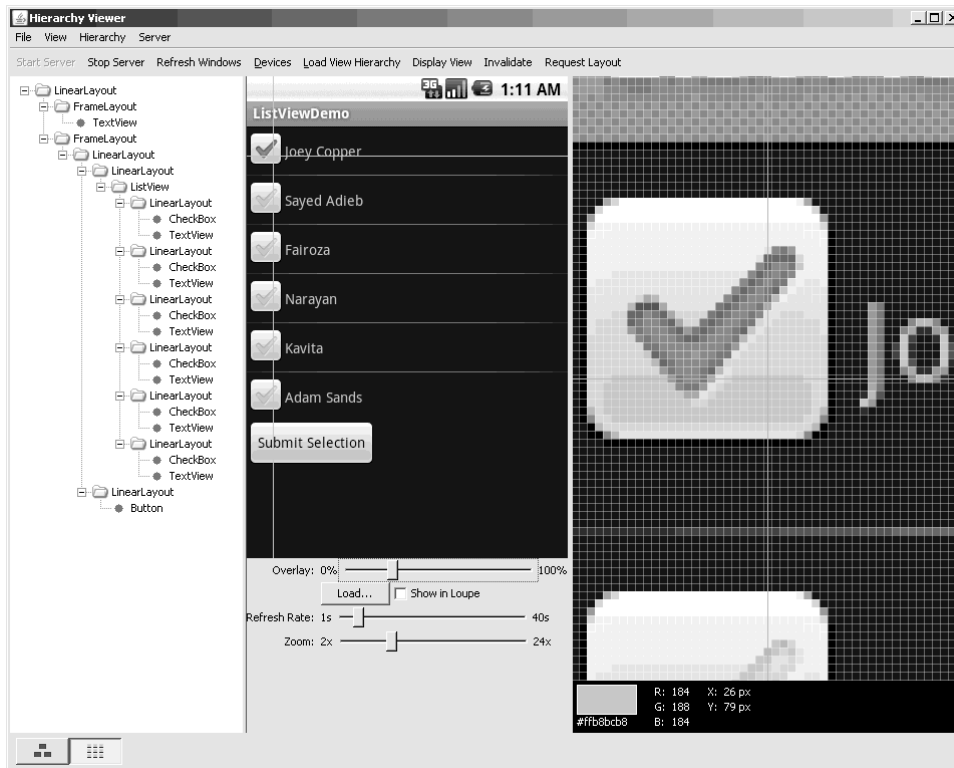 Hierarchy Viewer
File View Hierarchy Server
Start Server Stop Server Refresh Windows Devices Load View Hierarchy Display View Invalidate Request Layout
LinearLayout
FrameLayout
TextView
FrameLayout
LinearLayout
LinearLayout
ListView
LinearLayout
CheckBox
TextView
LinearLayout
CheckBox
TextView
LinearLayout
CheckBox
TextView
LinearLayout
CheckBox
TextView
LinearLayout
CheckBox
TextView
LinearLayout
CheckBox
TextView
LinearLayout
Button
3G 1:11 AM
ListViewDemo
Joey Copper
Sayed Adieb
Fairoza
Narayan
Kavita
Adam Sands
Submit Selection
Overlay: 0% 100%
Load... Show in Loupe
Refresh Rate: 1s 40s
Zoom: 2x 24x
Jo
R: 184 X: 26 px
G: 188 Y: 79 px
#ffb8bcb8 B: 184